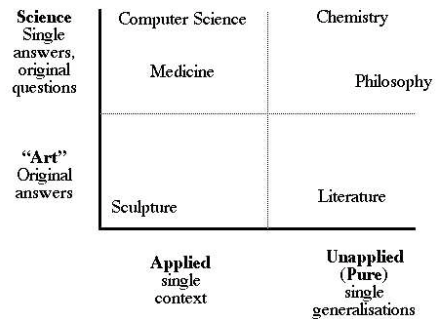 Science
Single
answers,
original
questions
Computer Science
Chemistry
Medicine
Philosophy
“Art”
Original
answers
Sculpture
Literature
Applied
single
context
Unapplied
(Pure)
single
generalisations